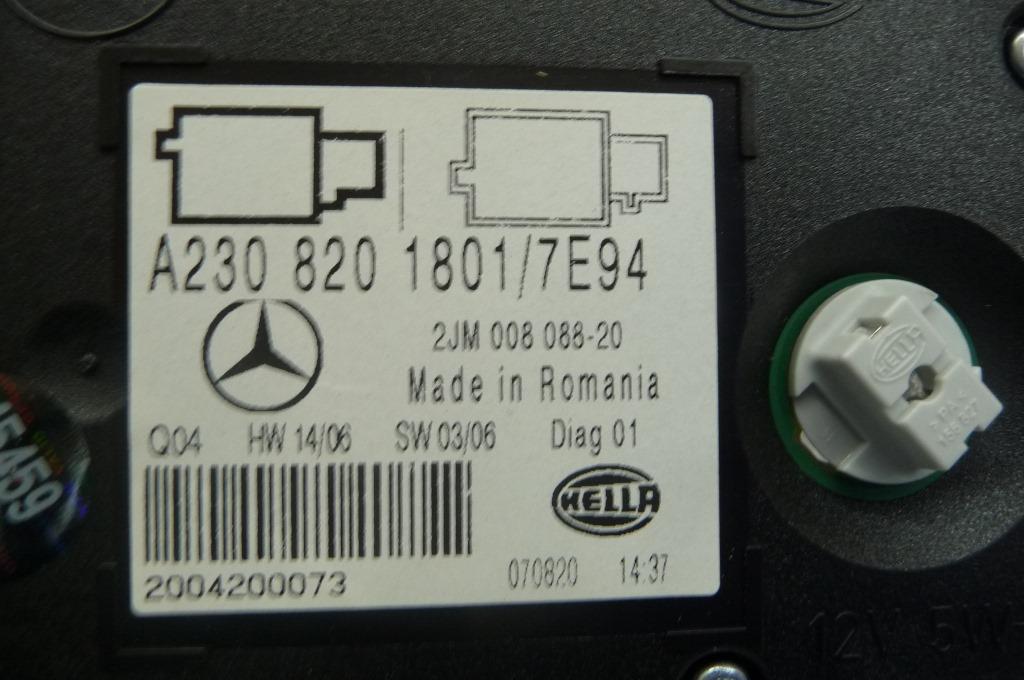 A230 820 1801/7E94
2JM 008 088-20
Made in Romania
Q04 HW 14/06 SW 03/06 Diag 01
HELLA
2004200073
070820 14:37
HELLA
5459
12V 5W